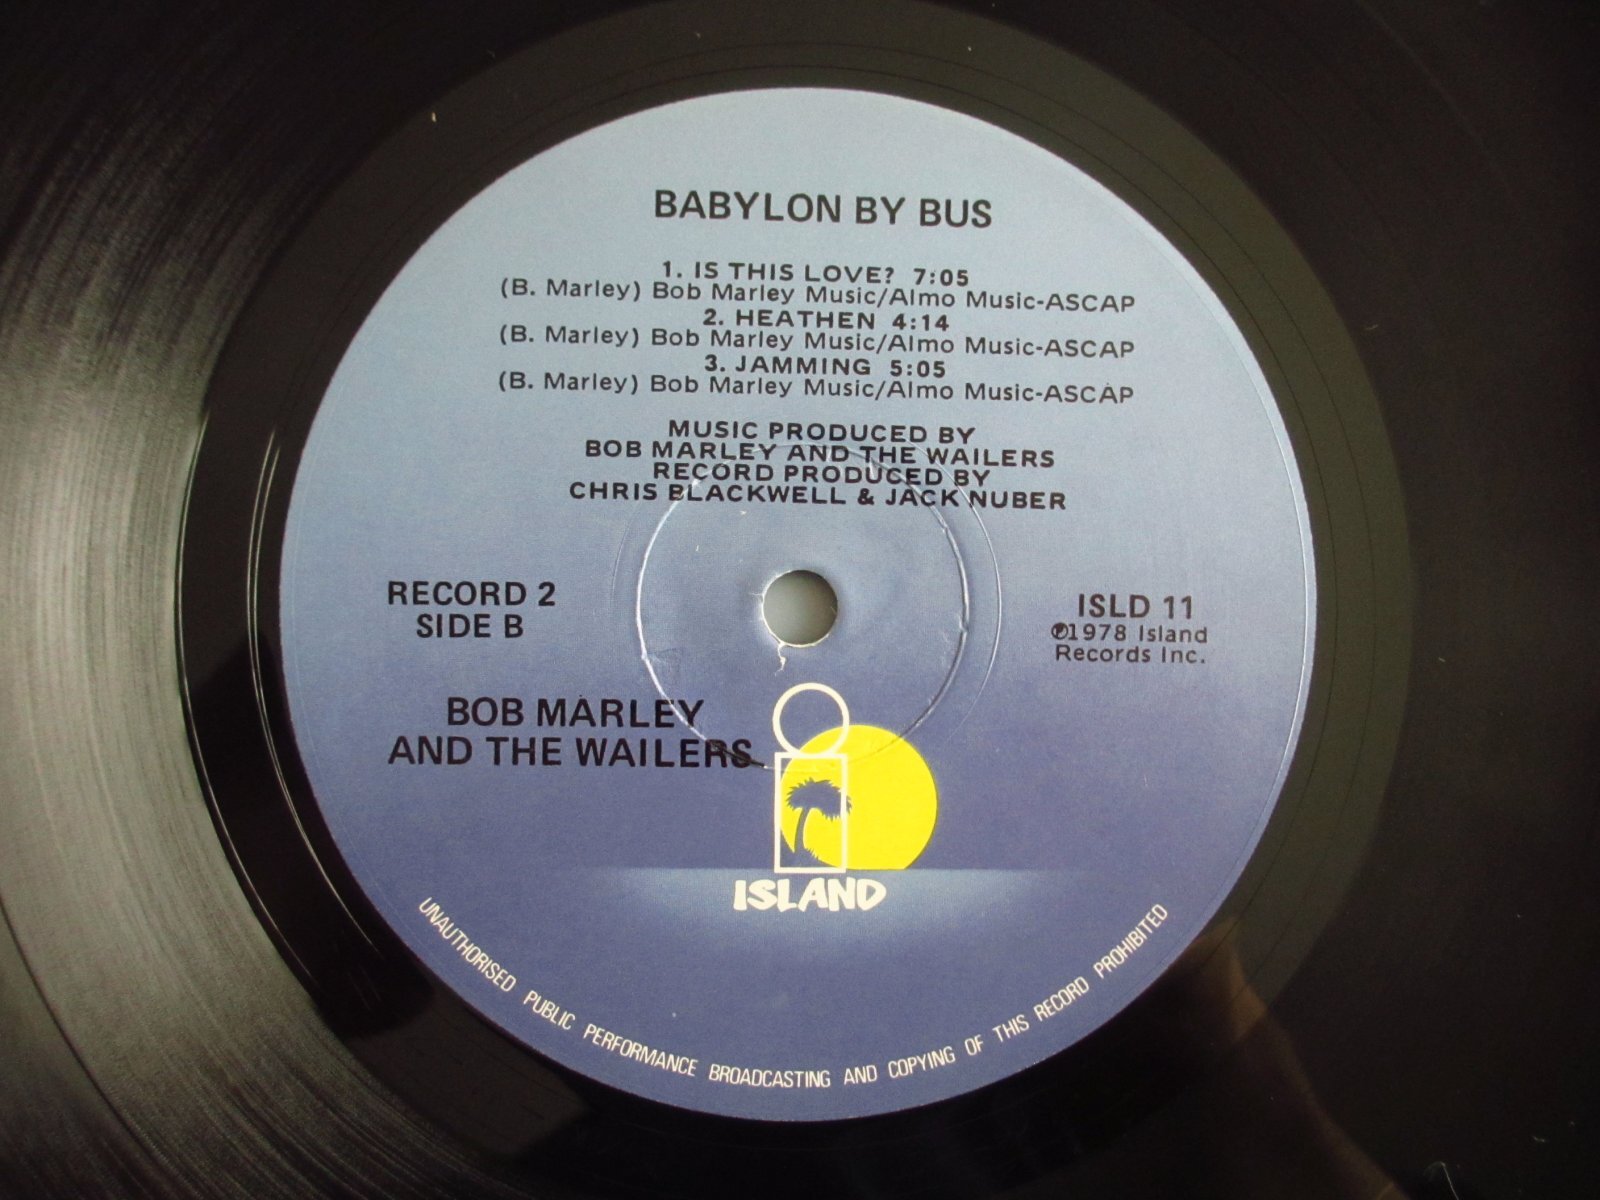 BABYLON BY BUS
1. IS THIS LOVE? 7:05
(B. Marley) Bob Marley Music/Almo Music-ASCAP
2. HEATHEN 4:14
(B. Marley) Bob Marley Music/Almo Music-ASCAP
3. JAMMING 5:05
(B. Marley) Bob Marley Music/Almo Music-ASCAP
MUSIC PRODUCED BY
BOB MARLEY AND THE WAILERS
RECORD PRODUCED BY
CHRIS BLACKWELL & JACK NUBER
RECORD 2
SIDE B
ISLD 11
℗1978 Island
Records Inc.
BOB MARLEY
AND THE WAILERS
ISLAND
UNAUTHORISED PUBLIC PERFORMANCE BROADCASTING AND COPYING OF THIS RECORD PROHIBITED